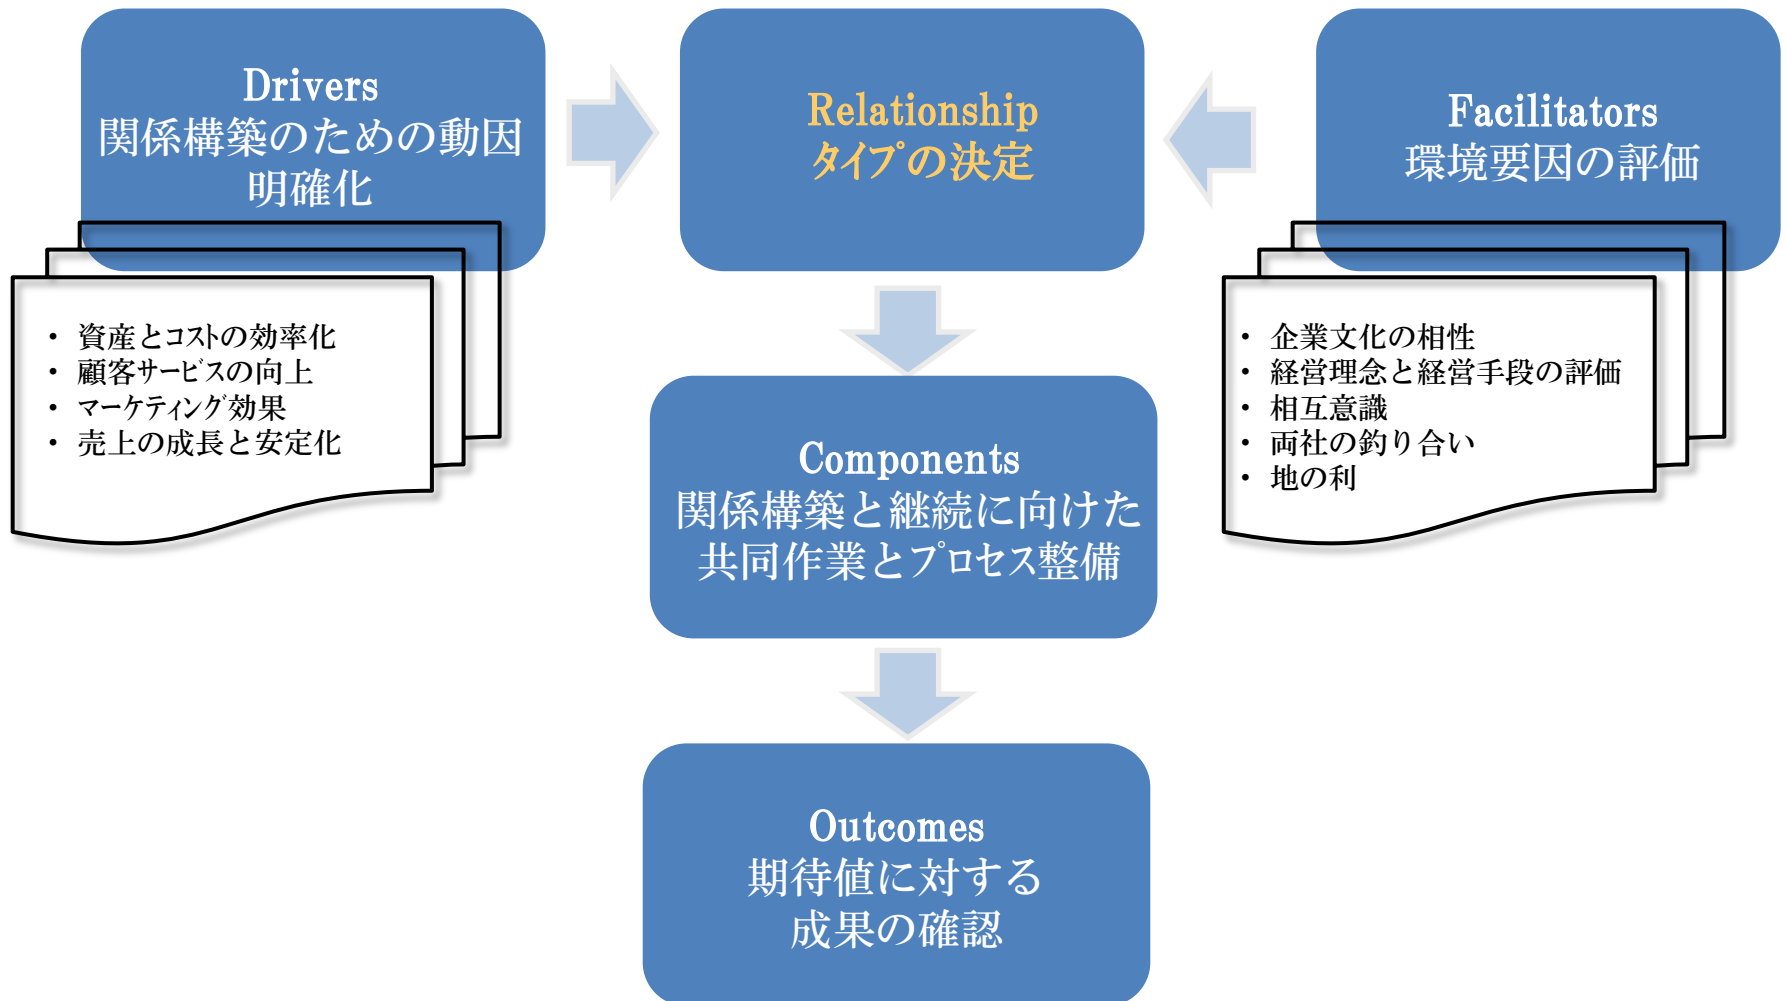 Drivers
関係構築のための動因
明確化
・ 資産とコストの効率化
・ 顧客サービスの向上
・ マーケティング効果
・ 売上の成長と安定化
Relationship
タイプの決定
Facilitators
環境要因の評価
・ 企業文化の相性
・ 経営理念と経営手段の評価
・ 相互意識
・ 両社の釣り合い
・ 地の利
Components
関係構築と継続に向けた
共同作業とプロセス整備
Outcomes
期待値に対する
成果の確認